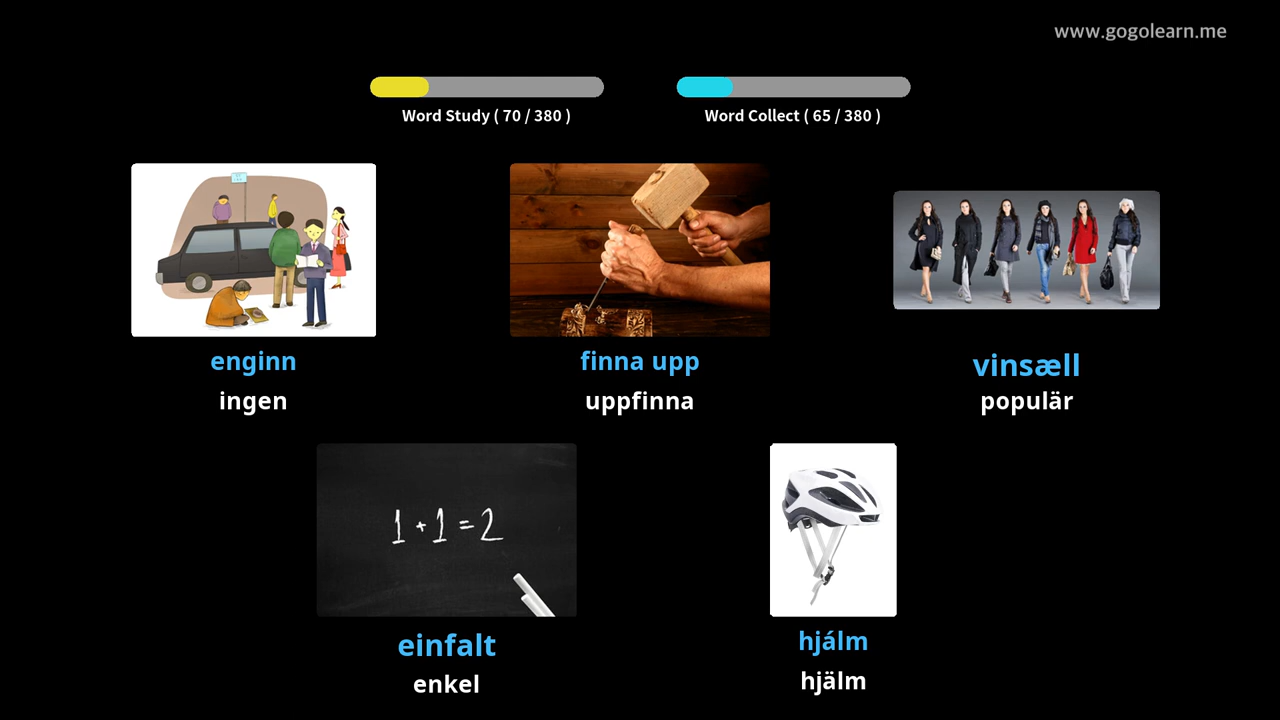 www.gogolearn.me
Word Study ( 70 / 380 )
Word Collect ( 65 / 380 )
enginn
ingen
finna upp
uppfinna
vinsæll
populär
1 + 1 = 2
einfalt
enkel
hjálm
hjälm